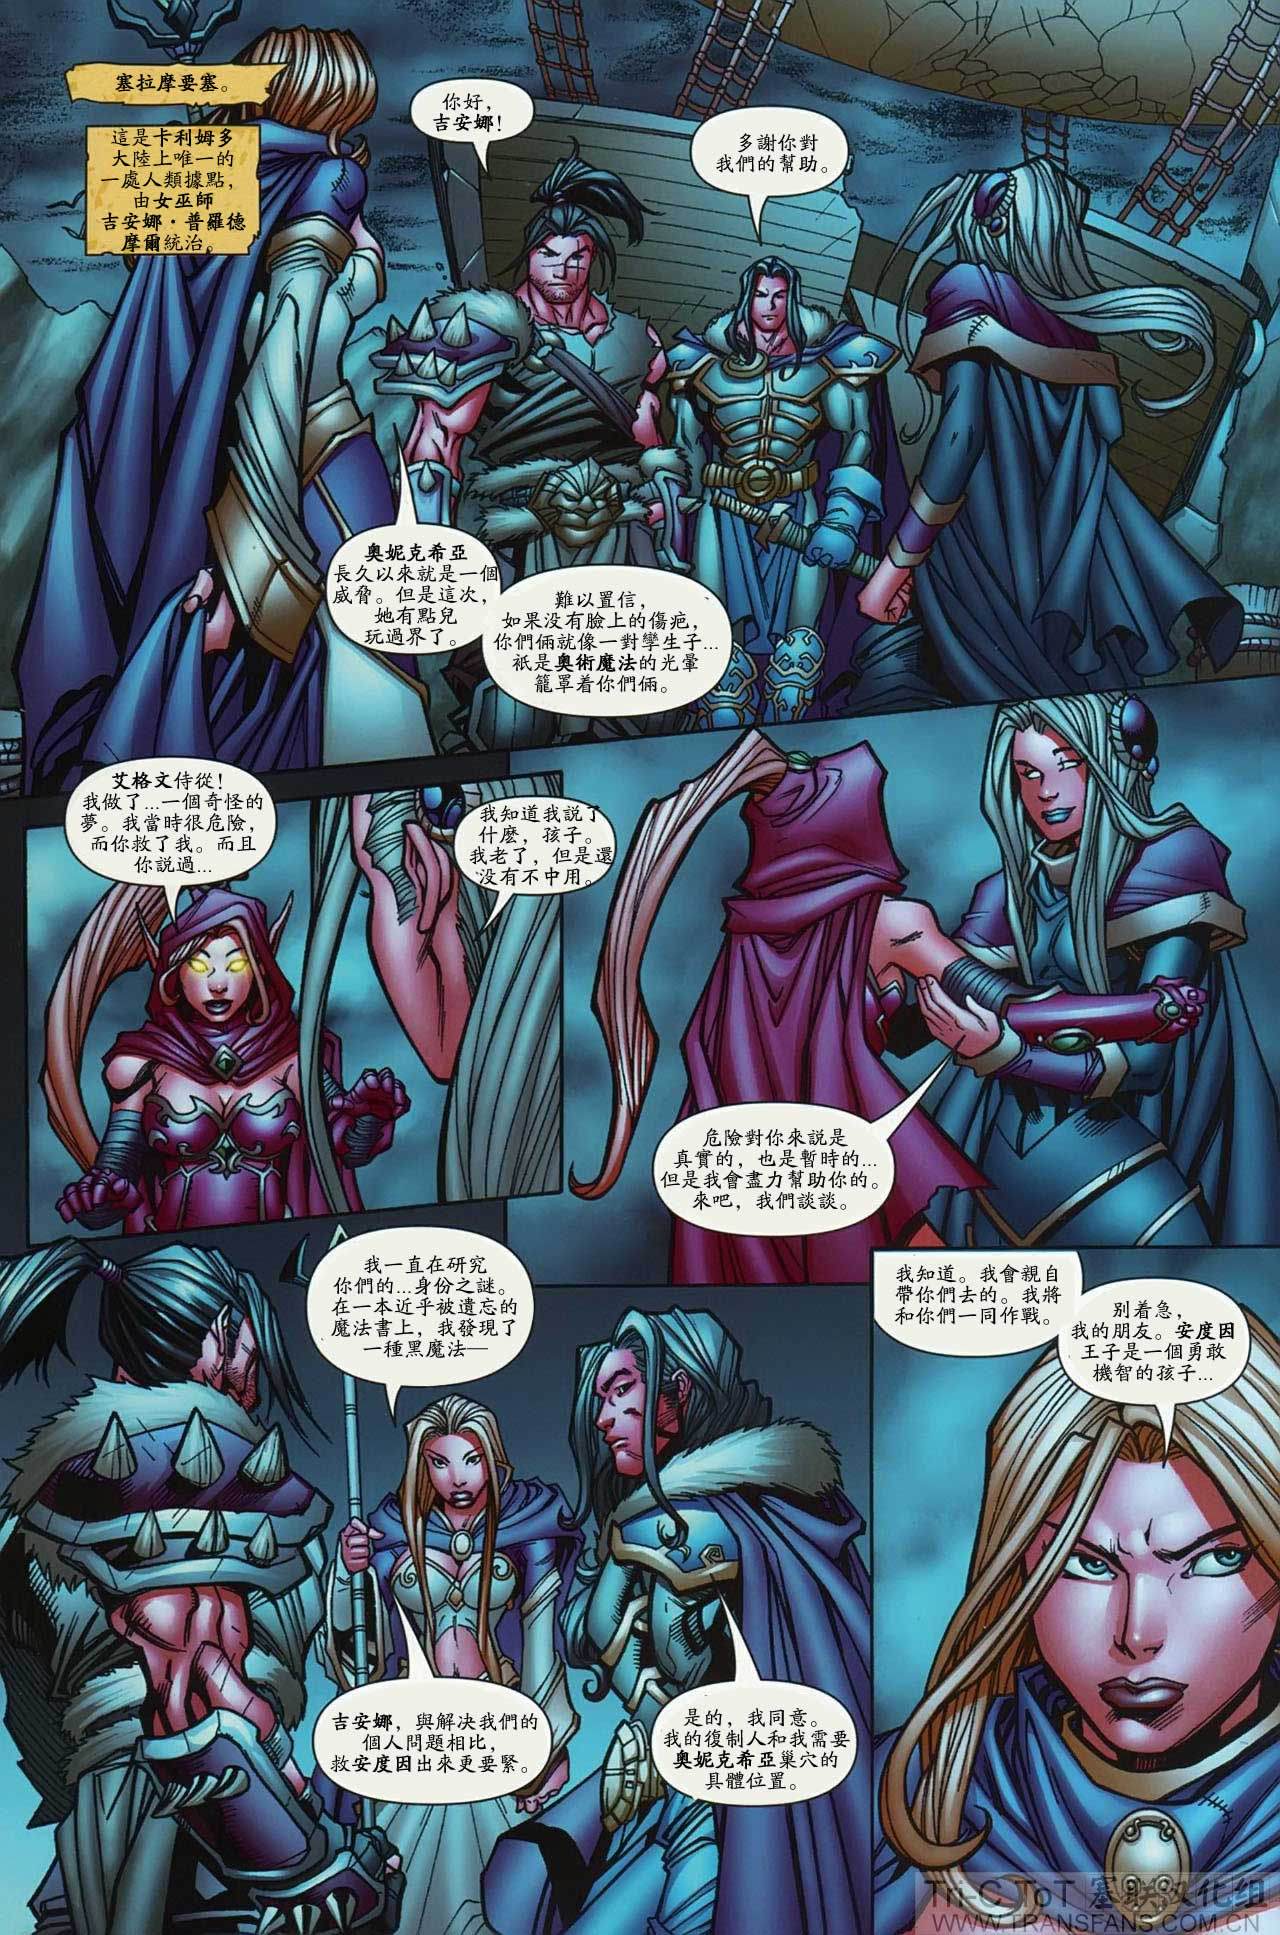 塞拉摩要塞。
這是卡利姆多
大陸上唯一的
一處人類據點，
由女巫師
吉安娜·普羅德
摩爾統治。
你好，
吉安娜！
多謝你對
我們的幫助。
奧妮克希亞
長久以來就是一個
威脅。但是這次，
她有點兒
玩過界了。
難以置信，
如果没有臉上的傷疤，
你們倆就像一對孿生子...
衹是奧術魔法的光暈
籠罩着你們倆。
艾格文侍從！
我做了...一個奇怪的
夢。我當時很危險，
而你救了我。而且
你説過...
我知道我説了
什麽，孩子。
我老了，但是還
没有不中用。
危險對你來説是
真實的，也是暫時的...
但是我會盡力幫助你的。
來吧，我們談談。
我一直在研究
你們的...身份之謎。
在一本近乎被遺忘的
魔法書上，我發現了
一種黑魔法—
吉安娜，與解决我們的
個人問題相比，
救安度因出來更要緊。
是的，我同意。
我的復制人和我需要
奧妮克希亞巢穴的
具體位置。
我知道。我會親自
帶你們去的。我將
和你們一同作戰。
别着急，
我的朋友。安度因
王子是一個勇敢
機智的孩子...
Tri-C ToT 塞联汉化组
WWW.TRANSFANS.COM.CN